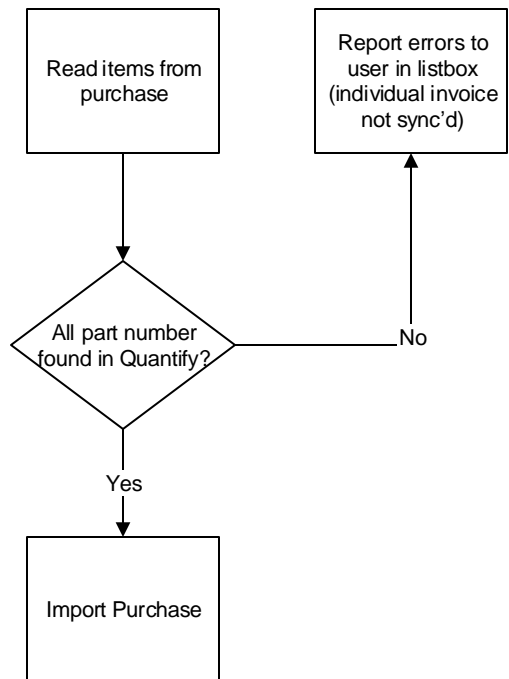 Read items from
purchase
Report errors to
user in listbox
(individual invoice
not sync'd)
All part number
found in Quantify?
No
Yes
Import Purchase